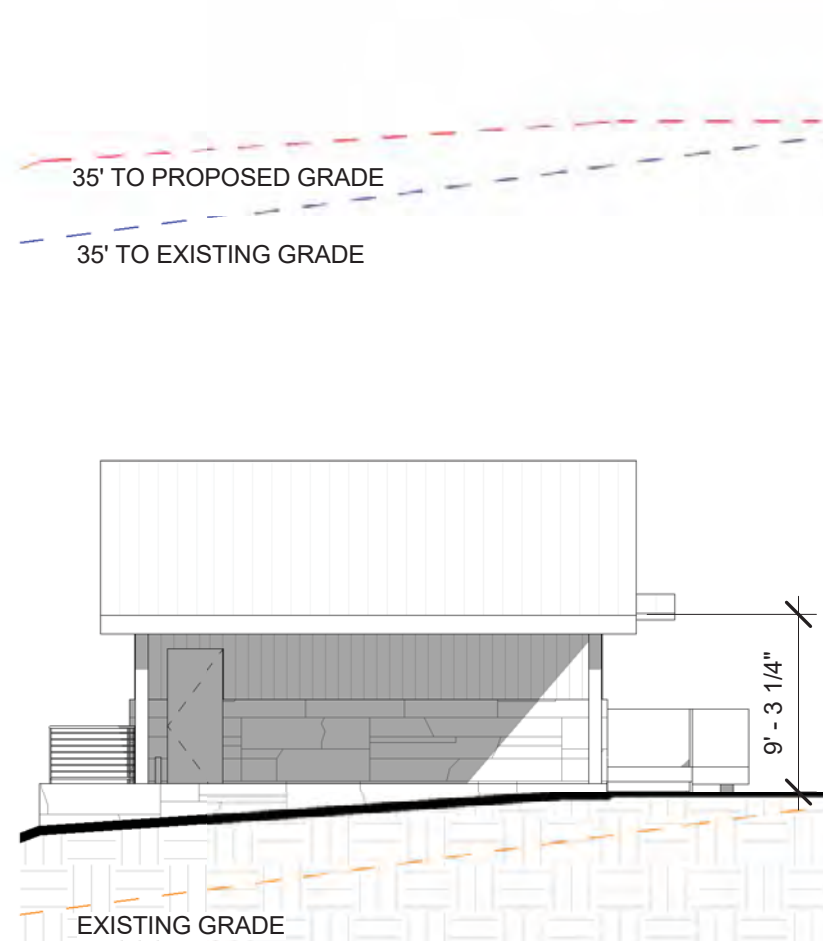 35' TO PROPOSED GRADE
35' TO EXISTING GRADE
9' - 3 1/4"
EXISTING GRADE